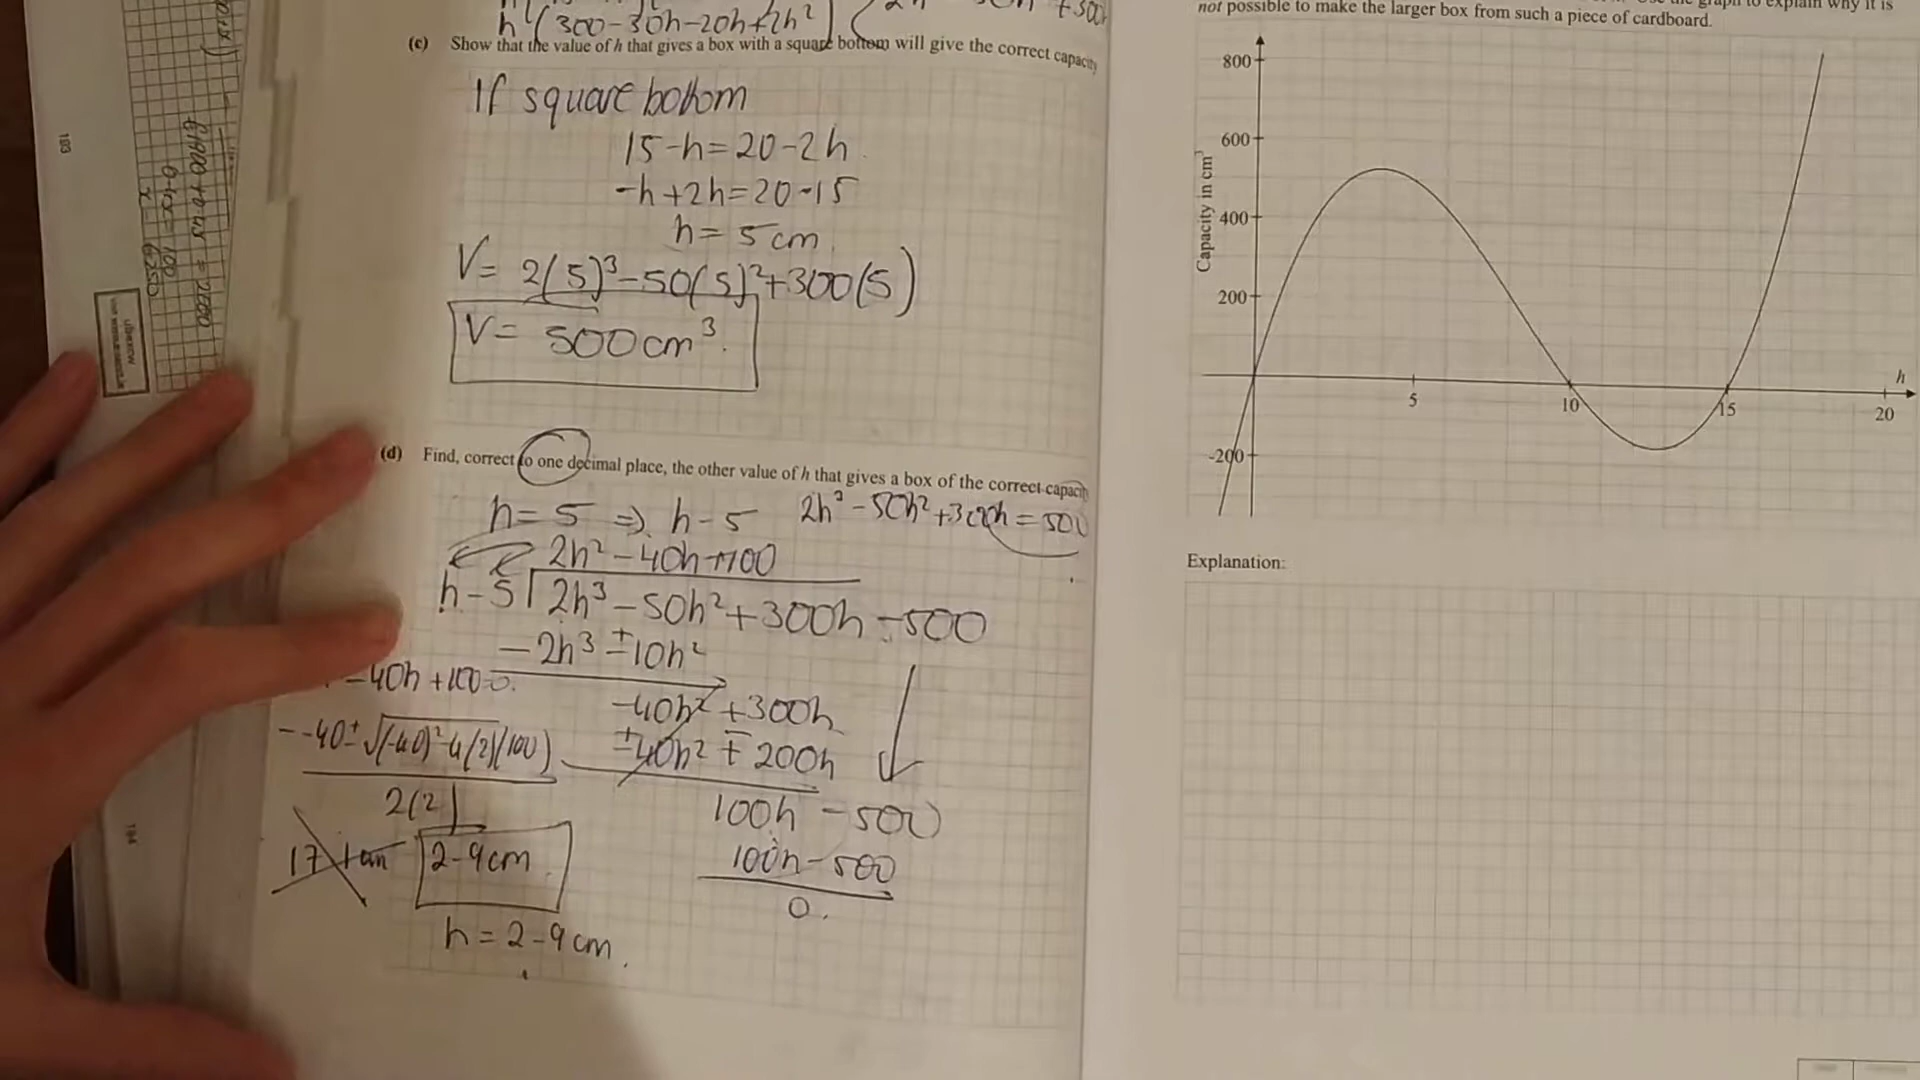 h (300-30h-20h+2h²)
+300h
(c) Show that the value of h that gives a box with a square bottom will give the correct capacity
If square bottom
15-h=20-2h
-h+2h=20-15
h= 5cm
V= 2(5)³-50(5)²+300(5)
V= 500cm³.
(d) Find, correct to one decimal place, the other value of h that gives a box of the correct capacity
h=5 ⇒ h-5 2h³-50h²+300h=500
2h²-40h+100
h-5 2h³-50h²+300h-500
-2h³ ∓10h²
-40h+100=0.
-40h²+300h
--40±√(-40)²-4(2)(100)
±40h² ∓ 200h
2(2)
100h -500
17.1cm 2-9cm
100h-500
0.
h = 2-9cm.
not possible to make the larger box from such a piece of cardboard.
Capacity in cm³
800
600
400
200
-200
5
10
15
20
h
Explanation:
183
184